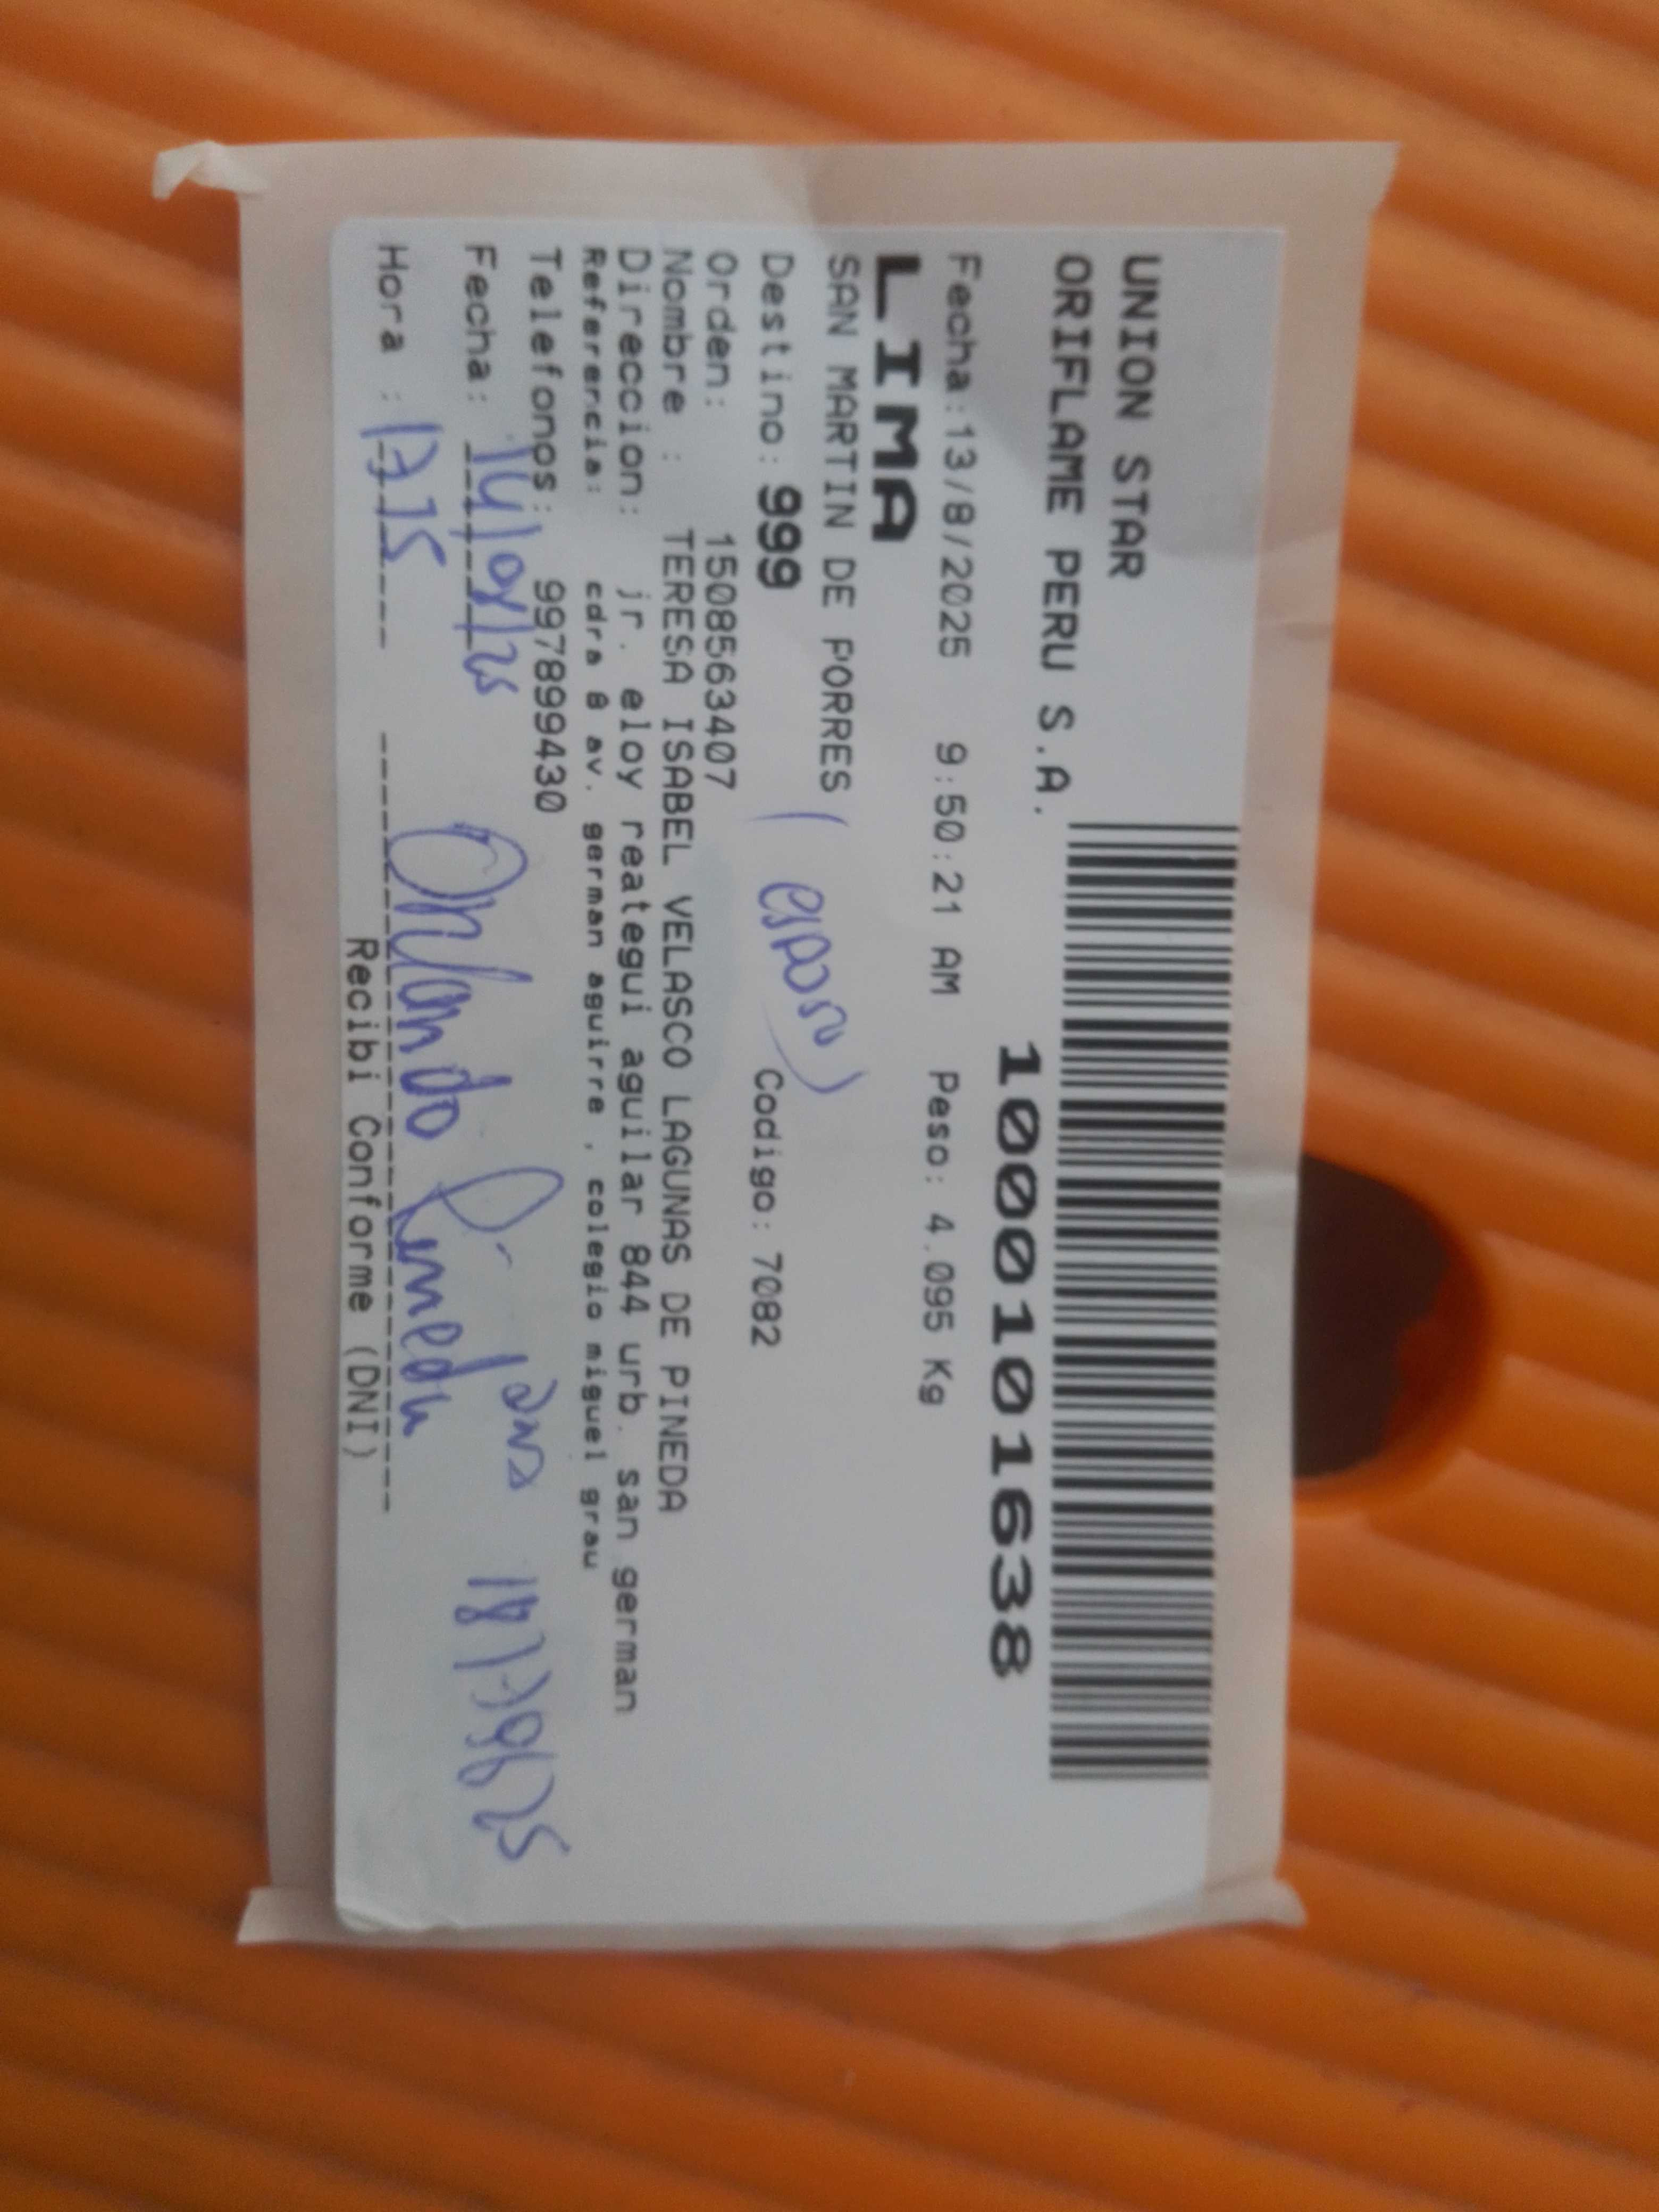 UNION STAR
ORIFLAME PERU S.A.
10001101638
Fecha:13/8/2025 9:50:21 AM Peso: 4.095 Kg
LIMA
SAN MARTIN DE PORRES
(esposo)
Destino: 999 Codigo: 7082
Orden: 1508563407
Nombre : TERESA ISABEL VELASCO LAGUNAS DE PINEDA
Direccion: jr. eloy reategui aguilar 844 urb. san german
Referencia: cdra 8 av. german aguirre , colegio miguel grau
Telefonos: 997899430
Fecha: 14/08/25
Hora : Orlando Pineda
Recibi Conforme (DNI)